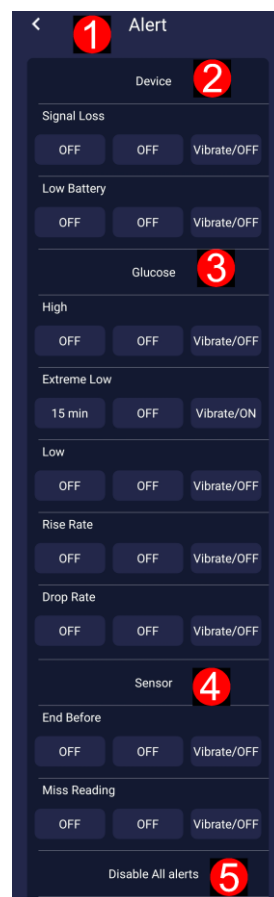 1 Alert
Device 2
Signal Loss
OFF OFF Vibrate/OFF
Low Battery
OFF OFF Vibrate/OFF
Glucose 3
High
OFF OFF Vibrate/OFF
Extreme Low
15 min OFF Vibrate/ON
Low
OFF OFF Vibrate/OFF
Rise Rate
OFF OFF Vibrate/OFF
Drop Rate
OFF OFF Vibrate/OFF
Sensor 4
End Before
OFF OFF Vibrate/OFF
Miss Reading
OFF OFF Vibrate/OFF
Disable All alerts 5